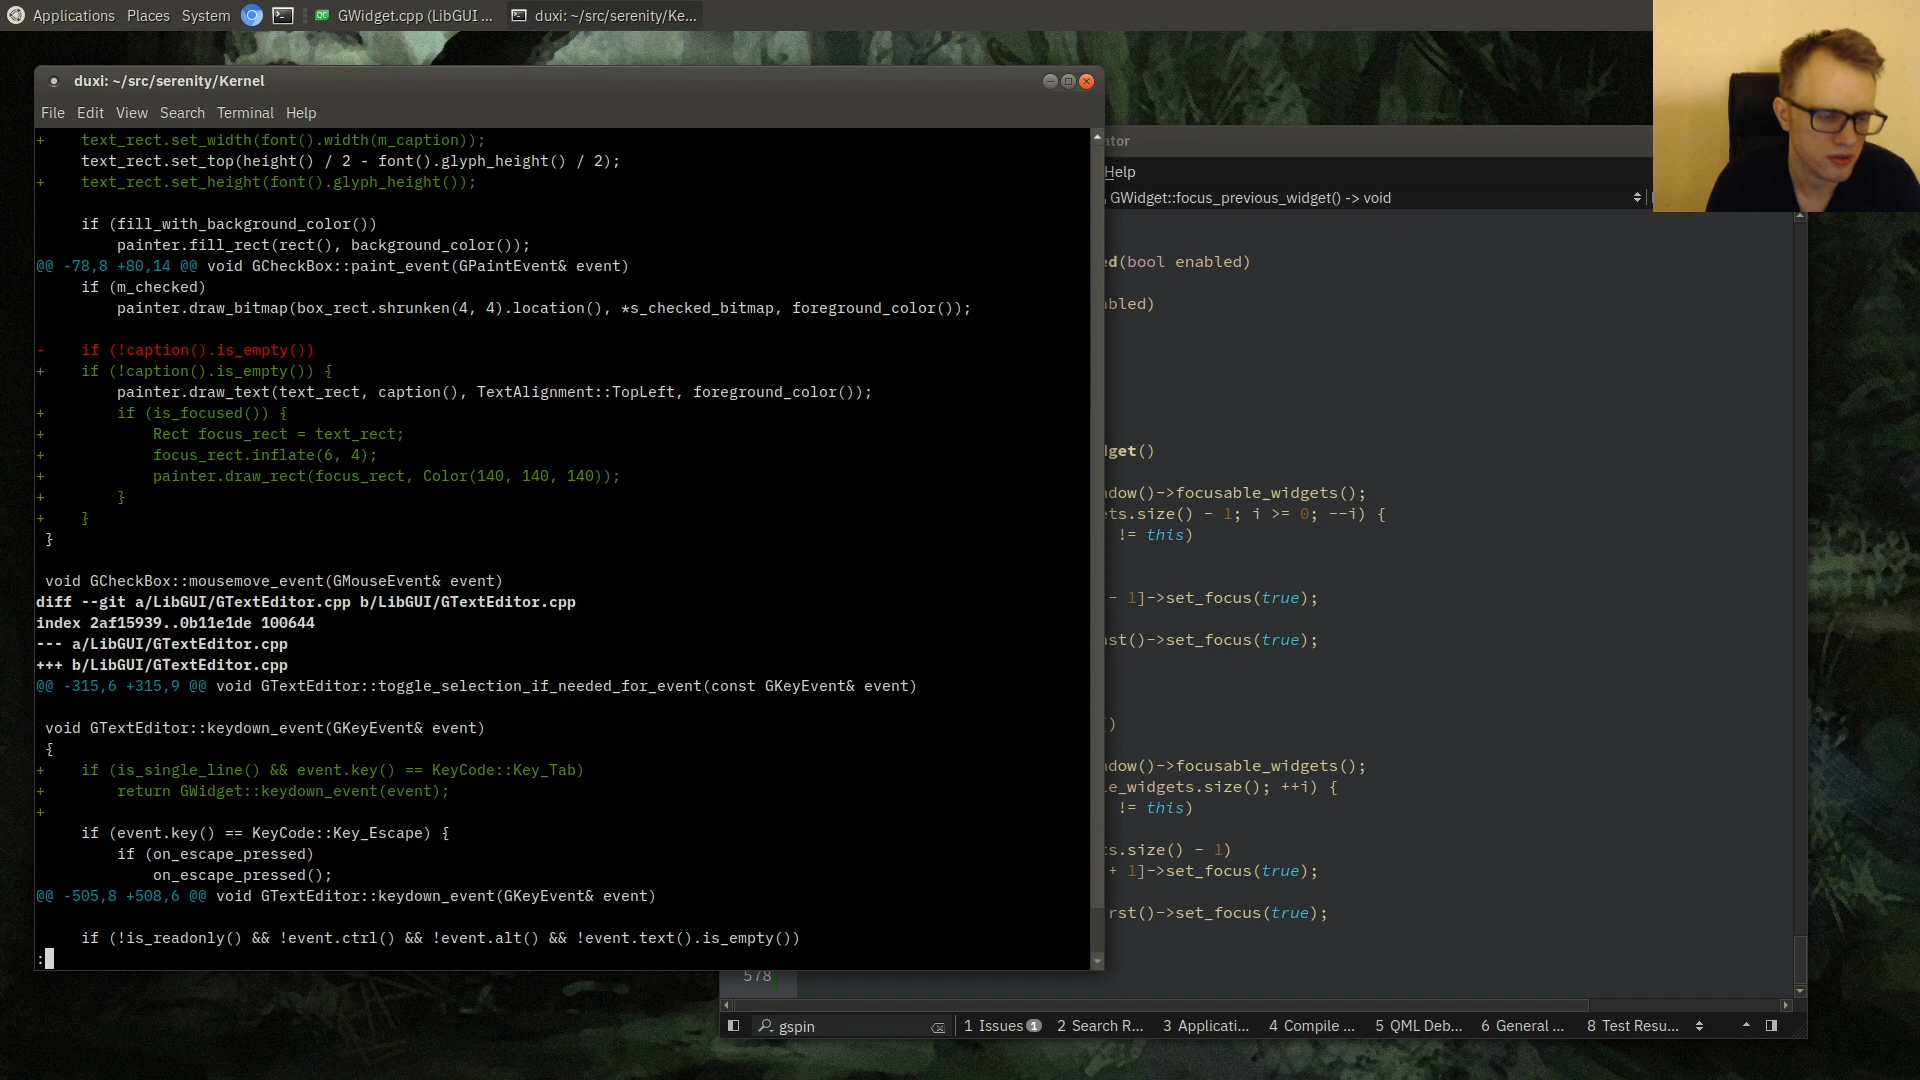 Applications Places System GWidget.cpp (LibGUI ... duxi: ~/src/serenity/Ke...
duxi: ~/src/serenity/Kernel
File Edit View Search Terminal Help
+ text_rect.set_width(font().width(m_caption));
text_rect.set_top(height() / 2 - font().glyph_height() / 2);
+ text_rect.set_height(font().glyph_height());
if (fill_with_background_color())
painter.fill_rect(rect(), background_color());
@@ -78,8 +80,14 @@ void GCheckBox::paint_event(GPaintEvent& event)
if (m_checked)
painter.draw_bitmap(box_rect.shrunken(4, 4).location(), *s_checked_bitmap, foreground_color());
- if (!caption().is_empty())
+ if (!caption().is_empty()) {
painter.draw_text(text_rect, caption(), TextAlignment::TopLeft, foreground_color());
+ if (is_focused()) {
+ Rect focus_rect = text_rect;
+ focus_rect.inflate(6, 4);
+ painter.draw_rect(focus_rect, Color(140, 140, 140));
+ }
+ }
}
void GCheckBox::mousemove_event(GMouseEvent& event)
diff --git a/LibGUI/GTextEditor.cpp b/LibGUI/GTextEditor.cpp
index 2af15939..0b11e1de 100644
--- a/LibGUI/GTextEditor.cpp
+++ b/LibGUI/GTextEditor.cpp
@@ -315,6 +315,9 @@ void GTextEditor::toggle_selection_if_needed_for_event(const GKeyEvent& event)
void GTextEditor::keydown_event(GKeyEvent& event)
{
+ if (is_single_line() && event.key() == KeyCode::Key_Tab)
+ return GWidget::keydown_event(event);
+
if (event.key() == KeyCode::Key_Escape) {
if (on_escape_pressed)
on_escape_pressed();
@@ -505,8 +508,6 @@ void GTextEditor::keydown_event(GKeyEvent& event)
if (!is_readonly() && !event.ctrl() && !event.alt() && !event.text().is_empty())
:
ator
Help
GWidget::focus_previous_widget() -> void
ed(bool enabled)
abled)
dget()
ndow()->focusable_widgets();
ets.size() - 1; i >= 0; --i) {
!= this)
- 1]->set_focus(true);
ast()->set_focus(true);
()
ndow()->focusable_widgets();
le_widgets.size(); ++i) {
!= this)
ts.size() - 1)
+ 1]->set_focus(true);
rst()->set_focus(true);
578
gspin 1 Issues 1 2 Search R... 3 Applicati... 4 Compile ... 5 QML Deb... 6 General ... 8 Test Resu...